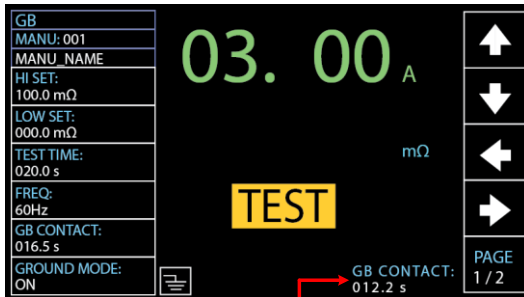 GB
MANU: 001
MANU_NAME
HI SET:
100.0 mΩ
LOW SET:
000.0 mΩ
TEST TIME:
020.0 s
FREQ:
60Hz
GB CONTACT:
016.5 s
GROUND MODE:
ON
03. 00 A
mΩ
TEST
GB CONTACT:
012.2 s
PAGE
1 / 2